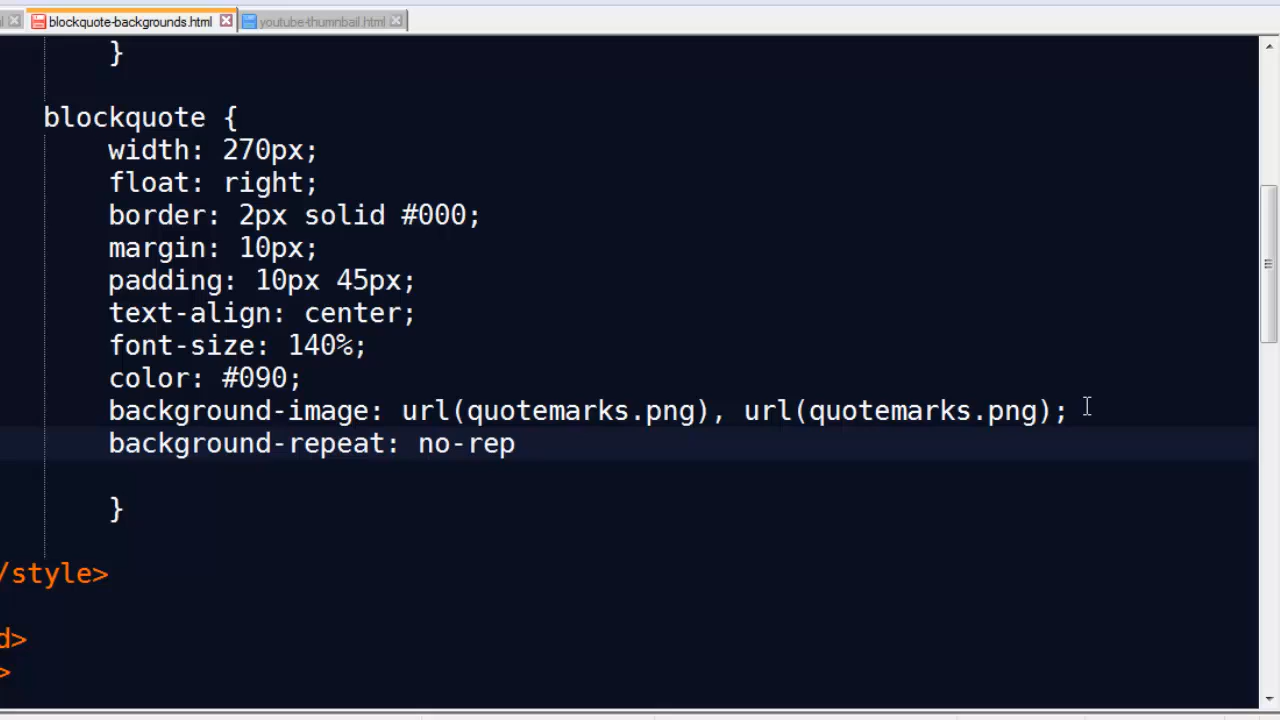 blockquote-backgrounds.html youtube-thumnbail.html
}
blockquote {
width: 270px;
float: right;
border: 2px solid #000;
margin: 10px;
padding: 10px 45px;
text-align: center;
font-size: 140%;
color: #090;
background-image: url(quotemarks.png), url(quotemarks.png);
background-repeat: no-rep
}
/style>
d>
>